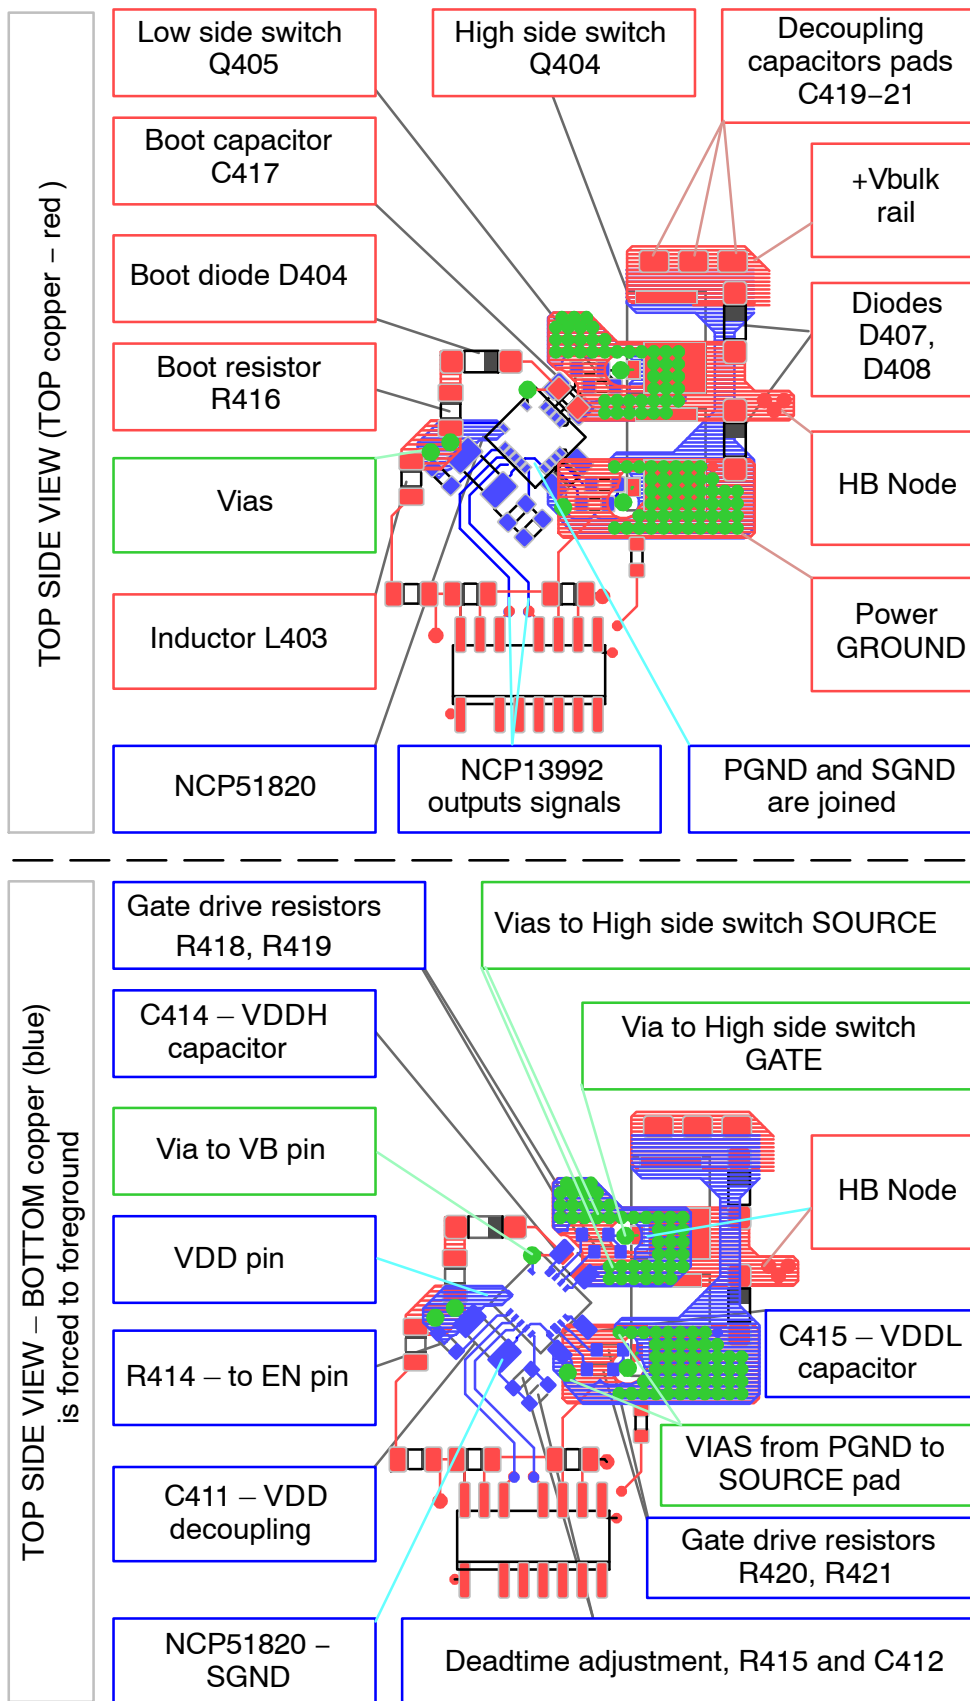 TOP SIDE VIEW (TOP copper – red )
Low side switch
Q405
High side switch
Q404
Decoupling
capacitors pads
C419–21
Boot capacitor
C417
+Vbulk
rail
Boot diode D404
Diodes
D407,
D408
Boot resistor
R416
HB Node
Vias
Inductor L403
Power
GROUND
NCP51820
NCP13992
outputs signals
PGND and SGND
are joined
TOP SIDE VIEW – BOTTOM copper (blue)
is forced to foreground
Gate drive resistors
R418, R419
Vias to High side switch SOURCE
C414 – VDDH
capacitor
Via to High side switch
GATE
Via to VB pin
HB Node
VDD pin
C415 – VDDL
capacitor
R414 – to EN pin
VIAS from PGND to
SOURCE pad
C411 – VDD
decoupling
Gate drive resistors
R420, R421
NCP51820 –
SGND
Deadtime adjustment, R415 and C412